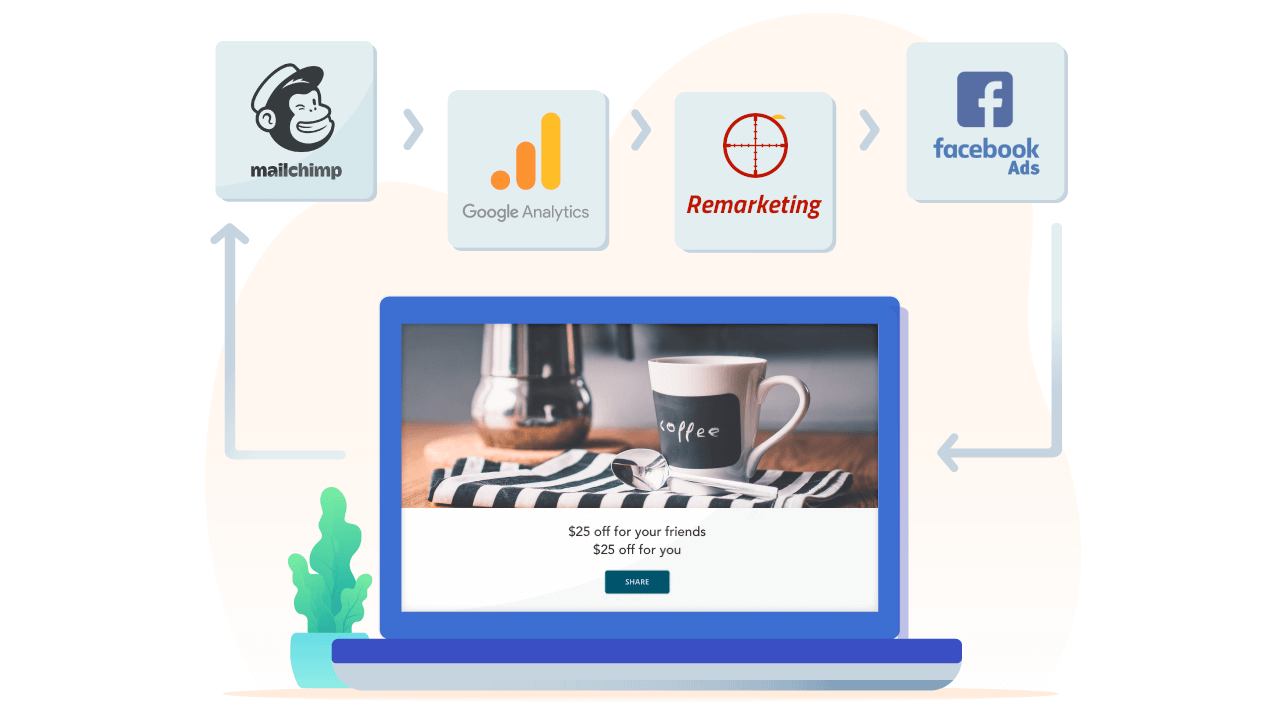 mailchimp
Google Analytics
Remarketing
facebook
Ads
coffee
$25 off for your friends
$25 off for you
SHARE